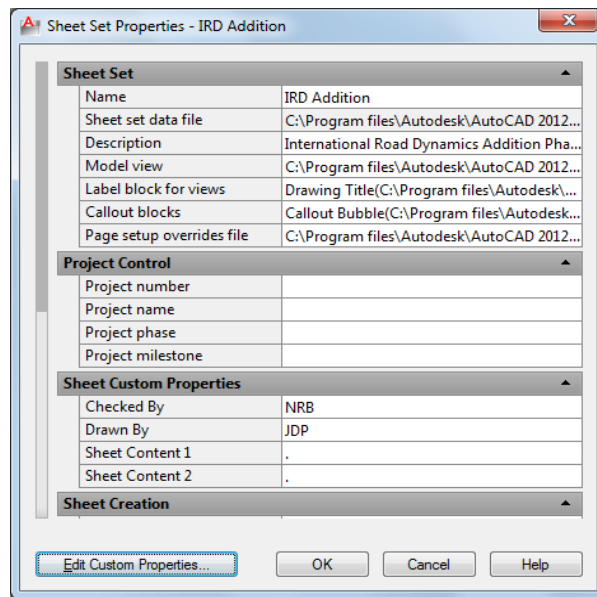 Sheet Set Properties - IRD Addition
Sheet Set
Name IRD Addition
Sheet set data file C:\Program files\Autodesk\AutoCAD 2012...
Description International Road Dynamics Addition Pha...
Model view C:\Program files\Autodesk\AutoCAD 2012...
Label block for views Drawing Title(C:\Program files\Autodesk\...
Callout blocks Callout Bubble(C:\Program files\Autodesk...
Page setup overrides file C:\Program files\Autodesk\AutoCAD 2012...
Project Control
Project number
Project name
Project phase
Project milestone
Sheet Custom Properties
Checked By NRB
Drawn By JDP
Sheet Content 1 .
Sheet Content 2 .
Sheet Creation
Edit Custom Properties... OK Cancel Help